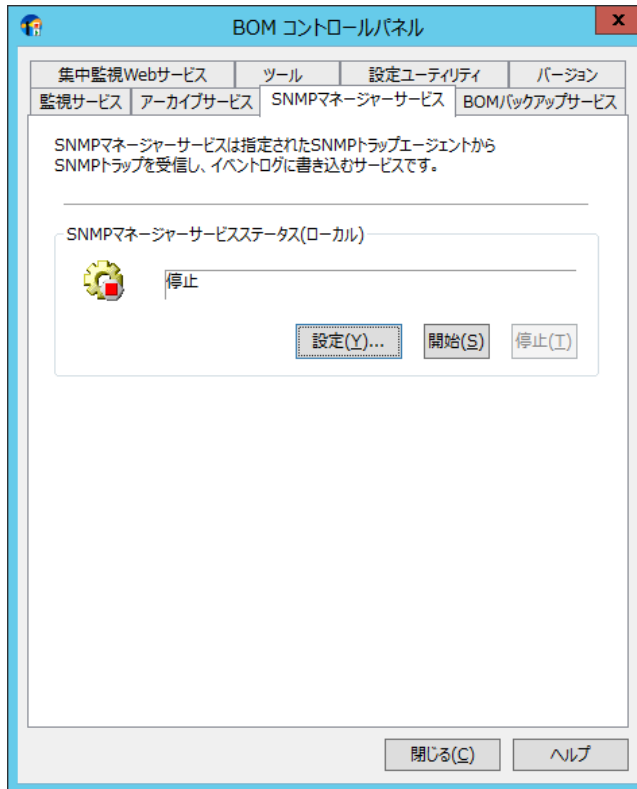 BOM コントロールパネル
x
集中監視Webサービス ツール 設定ユーティリティ バージョン
監視サービス アーカイブサービス SNMPマネージャーサービス BOMバックアップサービス
SNMPマネージャーサービスは指定されたSNMPトラップエージェントから
SNMPトラップを受信し、イベントログに書き込むサービスです。
SNMPマネージャーサービスステータス(ローカル)
停止
設定(Y)... 開始(S) 停止(T)
閉じる(C) ヘルプ